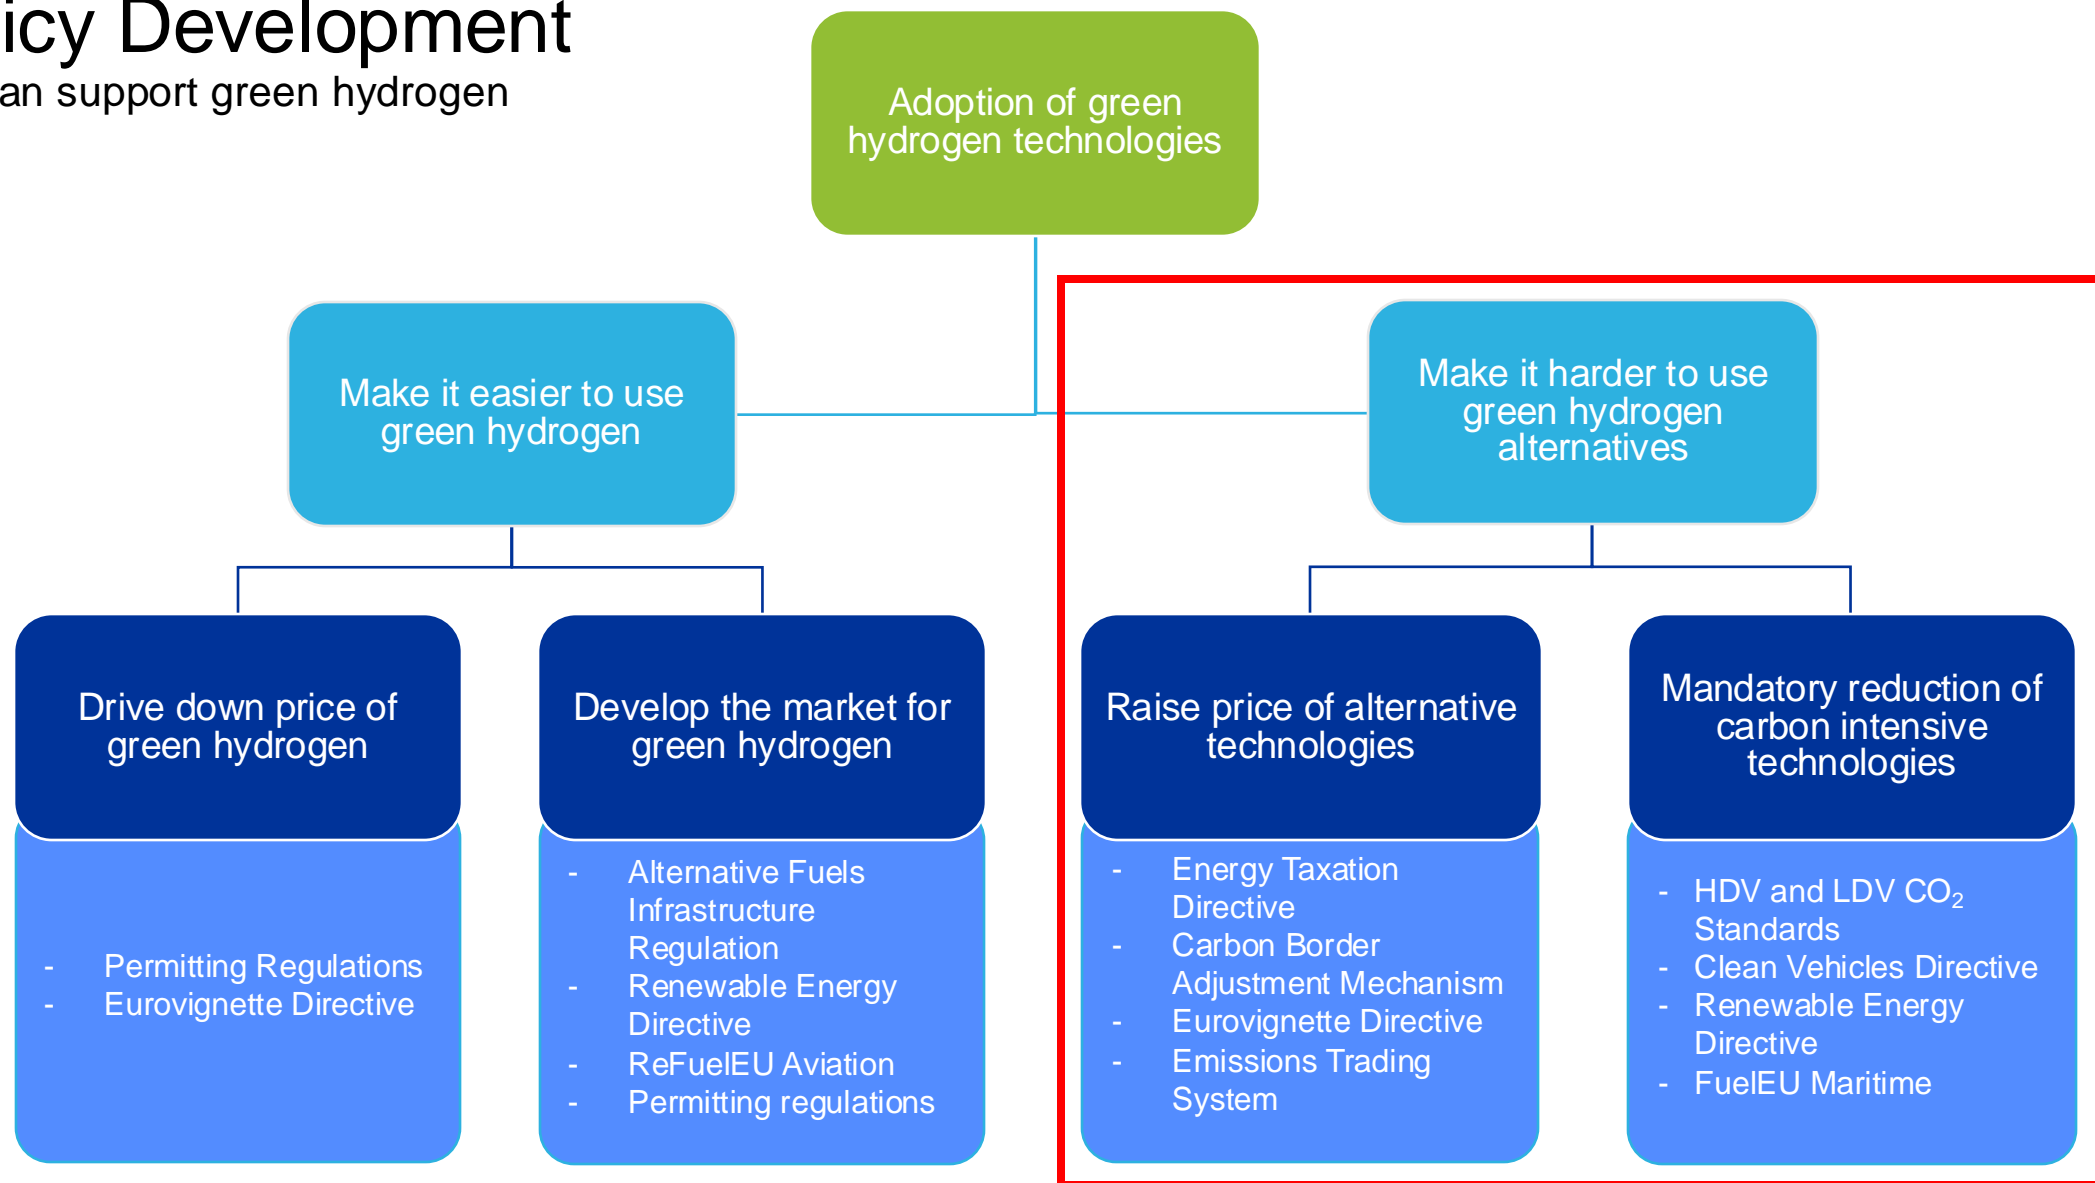 icy Development
an support green hydrogen
Adoption of green
hydrogen technologies
Make it easier to use
green hydrogen
Make it harder to use
green hydrogen
alternatives
Drive down price of
green hydrogen
Develop the market for
green hydrogen
Raise price of alternative
technologies
Mandatory reduction of
carbon intensive
technologies
- Permitting Regulations
- Eurovignette Directive
- Alternative Fuels
Infrastructure
Regulation
- Renewable Energy
Directive
- ReFuelEU Aviation
- Permitting regulations
- Energy Taxation
Directive
- Carbon Border
Adjustment Mechanism
- Eurovignette Directive
- Emissions Trading
System
- HDV and LDV CO₂
Standards
- Clean Vehicles Directive
- Renewable Energy
Directive
- FuelEU Maritime